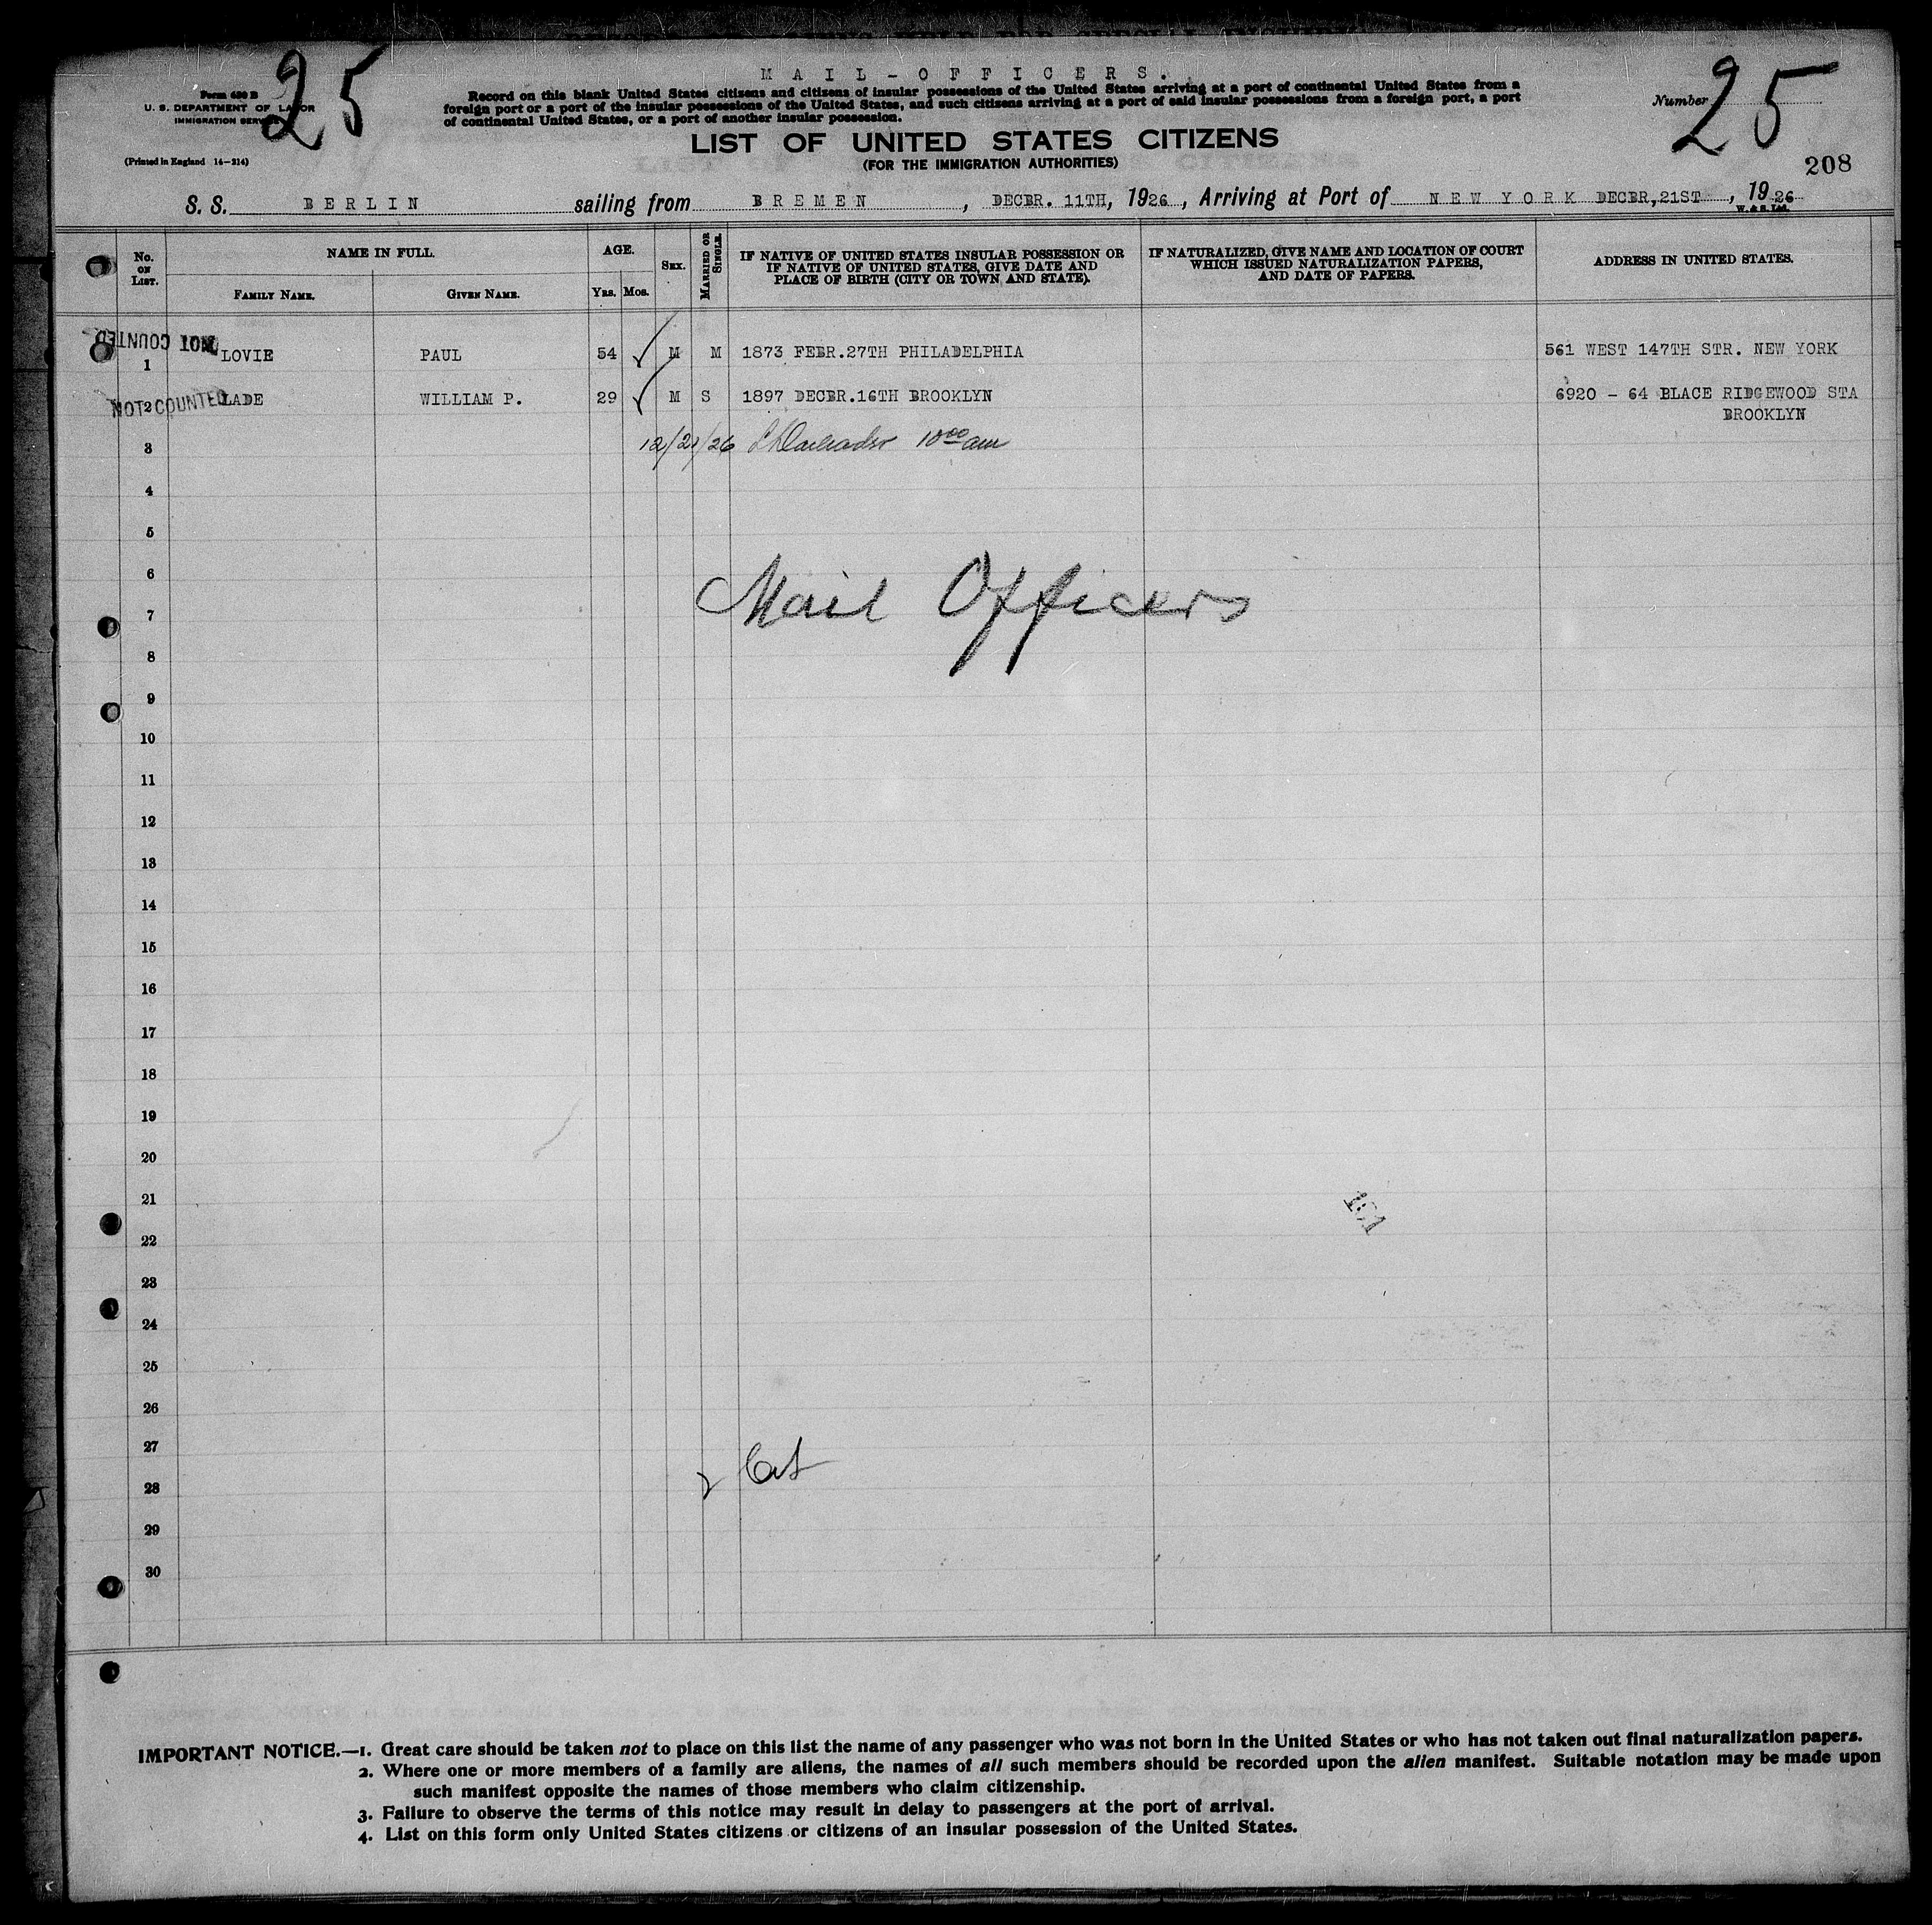 MAIL-OFFICERS.
25
25
Form 630 B
U. S. DEPARTMENT OF LABOR
IMMIGRATION SERVICE
(Printed in England 14-214)
Record on this blank United States citizens and citizens of insular possessions of the United States arriving at a port of continental United States from a
foreign port or a port of the insular possessions of the United States, and such citizens arriving at a port of said insular possessions from a foreign port, a port
of continental United States, or a port of another insular possession.
Number
LIST OF UNITED STATES CITIZENS
(FOR THE IMMIGRATION AUTHORITIES)
208
S. S. BERLIN sailing from BREMEN, DECBR. 11TH, 1926, Arriving at Port of NEW YORK DECBR,21ST, 1926
W. & S. Ltd.
No. ON LIST.
NAME IN FULL.
FAMILY NAME.
GIVEN NAME.
AGE.
YRS. MOS.
SEX.
MARRIED OR SINGLE.
IF NATIVE OF UNITED STATES INSULAR POSSESSION OR
IF NATIVE OF UNITED STATES, GIVE DATE AND
PLACE OF BIRTH (CITY OR TOWN AND STATE).
IF NATURALIZED, GIVE NAME AND LOCATION OF COURT
WHICH ISSUED NATURALIZATION PAPERS,
AND DATE OF PAPERS.
ADDRESS IN UNITED STATES.
NOT COUNTED
1 LOVIE PAUL 54 M M 1873 FEBR.27TH PHILADELPHIA 561 WEST 147TH STR. NEW YORK
NOT COUNTED
2 LADE WILLIAM P. 29 M S 1897 DECBR.16TH BROOKLYN 6920 - 64 BLACE RIDGEWOOD STA
BROOKLYN
3 12/21/26 10 00 am
4
5
6
Mail Officers
7
8
9
10
11
12
13
14
15
16
17
18
19
20
21
22
23
24
25
26
27
28
29
30
IMPORTANT NOTICE.—1. Great care should be taken not to place on this list the name of any passenger who was not born in the United States or who has not taken out final naturalization papers.
2. Where one or more members of a family are aliens, the names of all such members should be recorded upon the alien manifest. Suitable notation may be made upon
such manifest opposite the names of those members who claim citizenship.
3. Failure to observe the terms of this notice may result in delay to passengers at the port of arrival.
4. List on this form only United States citizens or citizens of an insular possession of the United States.